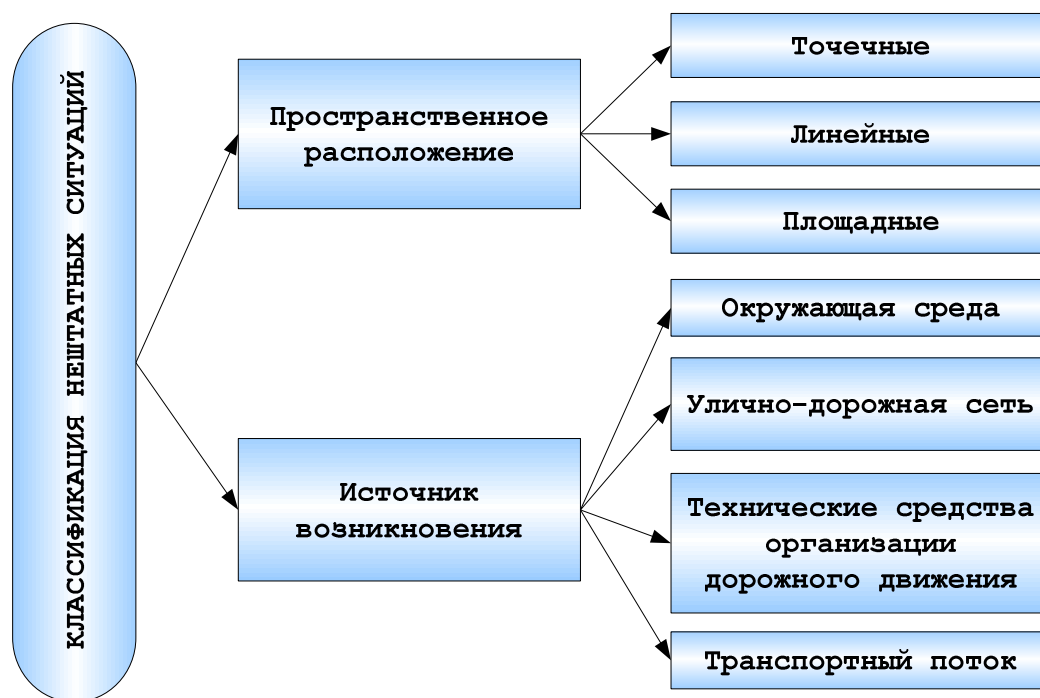 КЛАССИФИКАЦИЯ НЕШТАТНЫХ СИТУАЦИЙ
Пространственное
расположение
Точечные
Линейные
Площадные
Источник
возникновения
Окружающая среда
Улично-дорожная сеть
Технические средства
организации
дорожного движения
Транспортный поток